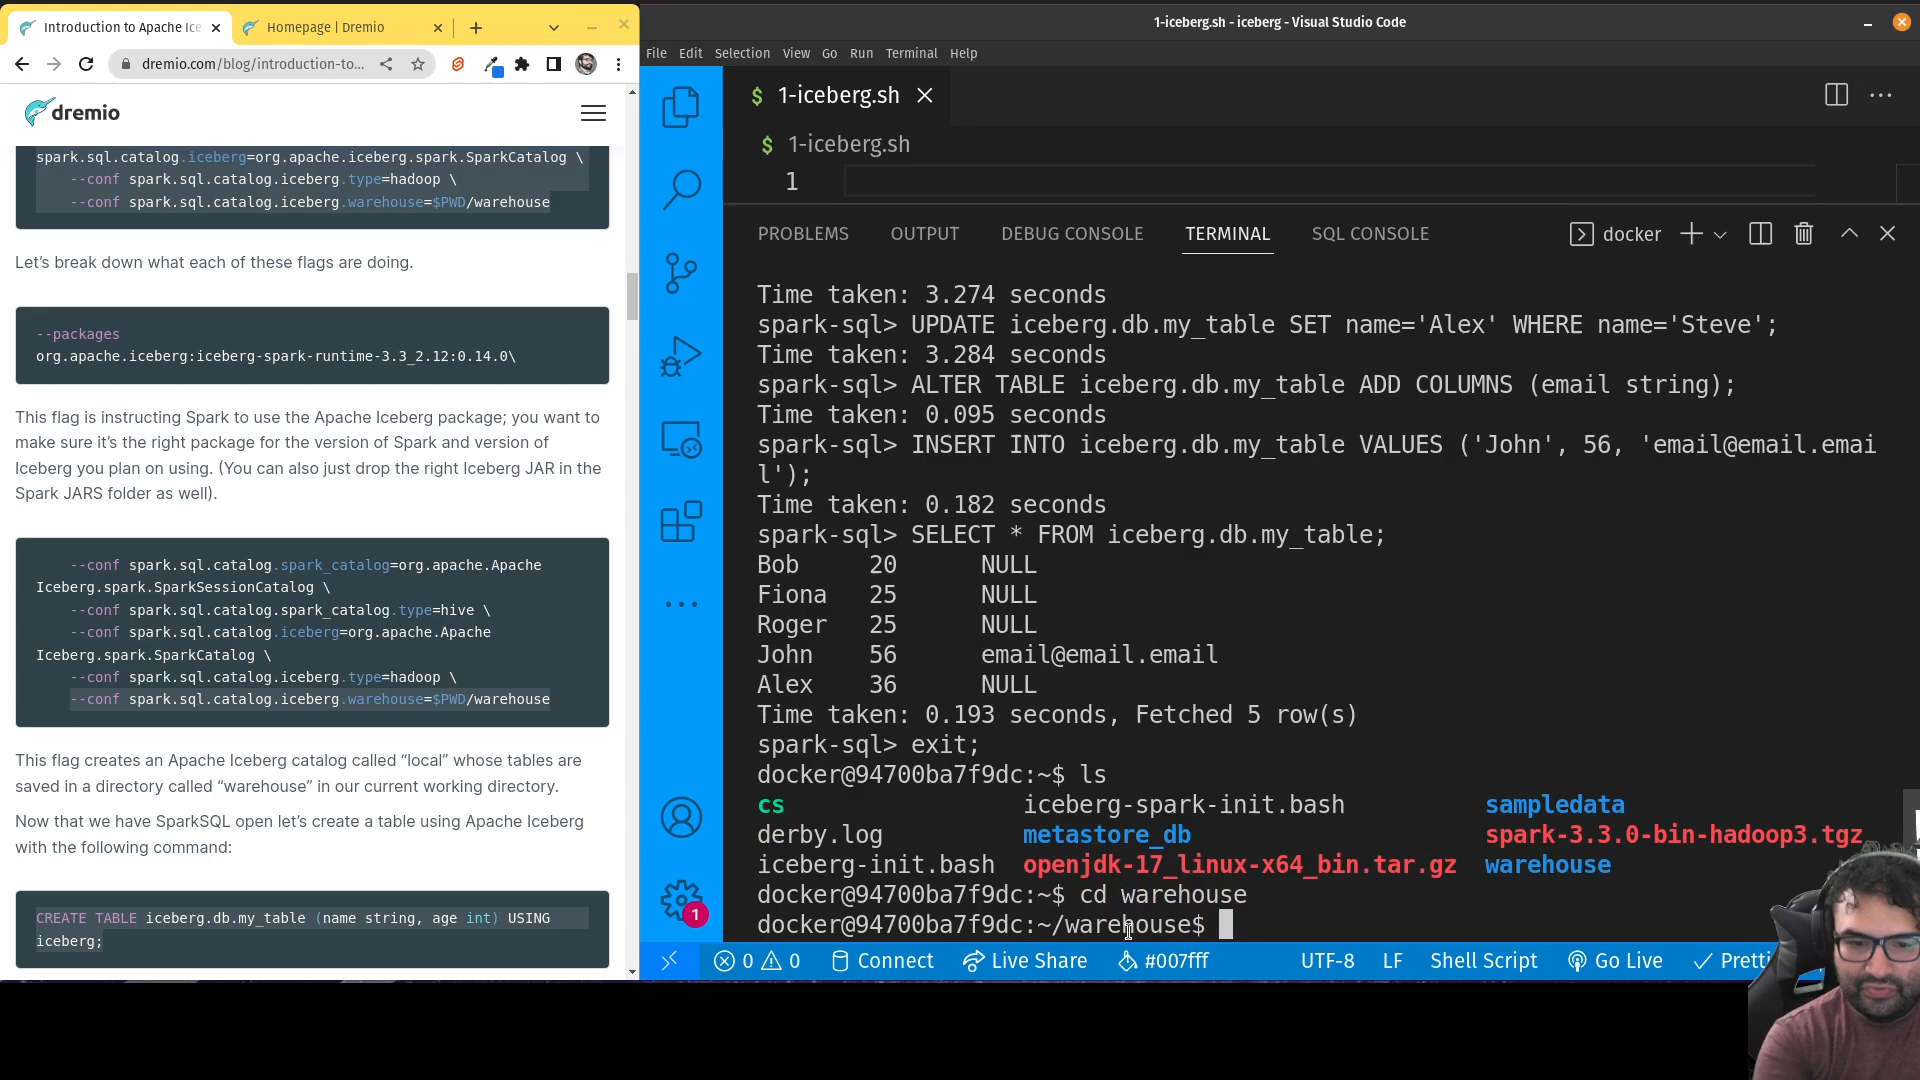 Introduction to Apache Ice
Homepage | Dremio
dremio.com/blog/introduction-to...
dremio
spark.sql.catalog.iceberg=org.apache.iceberg.spark.SparkCatalog \
--conf spark.sql.catalog.iceberg.type=hadoop \
--conf spark.sql.catalog.iceberg.warehouse=$PWD/warehouse
Let's break down what each of these flags are doing.
--packages
org.apache.iceberg:iceberg-spark-runtime-3.3_2.12:0.14.0\
This flag is instructing Spark to use the Apache Iceberg package; you want to
make sure it's the right package for the version of Spark and version of
Iceberg you plan on using. (You can also just drop the right Iceberg JAR in the
Spark JARS folder as well).
--conf spark.sql.catalog.spark_catalog=org.apache.Apache
Iceberg.spark.SparkSessionCatalog \
--conf spark.sql.catalog.spark_catalog.type=hive \
--conf spark.sql.catalog.iceberg=org.apache.Apache
Iceberg.spark.SparkCatalog \
--conf spark.sql.catalog.iceberg.type=hadoop \
--conf spark.sql.catalog.iceberg.warehouse=$PWD/warehouse
This flag creates an Apache Iceberg catalog called “local” whose tables are
saved in a directory called “warehouse” in our current working directory.
Now that we have SparkSQL open let's create a table using Apache Iceberg
with the following command:
CREATE TABLE iceberg.db.my_table (name string, age int) USING
iceberg;
1-iceberg.sh - iceberg - Visual Studio Code
File Edit Selection View Go Run Terminal Help
$ 1-iceberg.sh
$ 1-iceberg.sh
1
PROBLEMS OUTPUT DEBUG CONSOLE TERMINAL SQL CONSOLE docker
Time taken: 3.274 seconds
spark-sql> UPDATE iceberg.db.my_table SET name='Alex' WHERE name='Steve';
Time taken: 3.284 seconds
spark-sql> ALTER TABLE iceberg.db.my_table ADD COLUMNS (email string);
Time taken: 0.095 seconds
spark-sql> INSERT INTO iceberg.db.my_table VALUES ('John', 56, 'email@email.emai
l');
Time taken: 0.182 seconds
spark-sql> SELECT * FROM iceberg.db.my_table;
Bob 20 NULL
Fiona 25 NULL
Roger 25 NULL
John 56 email@email.email
Alex 36 NULL
Time taken: 0.193 seconds, Fetched 5 row(s)
spark-sql> exit;
docker@94700ba7f9dc:~$ ls
cs iceberg-spark-init.bash sampledata
derby.log metastore_db spark-3.3.0-bin-hadoop3.tgz
iceberg-init.bash openjdk-17_linux-x64_bin.tar.gz warehouse
docker@94700ba7f9dc:~$ cd warehouse
docker@94700ba7f9dc:~/warehouse$
1
0 0 Connect Live Share #007fff UTF-8 LF Shell Script Go Live Pretti